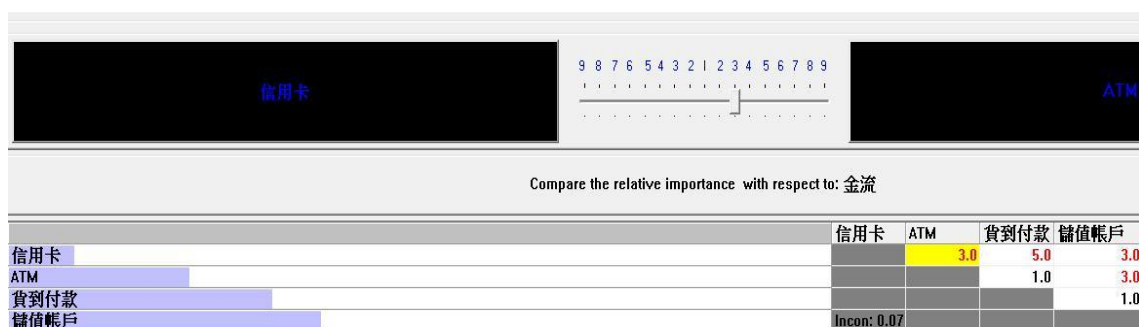 信用卡
9 8 7 6 5 4 3 2 1 2 3 4 5 6 7 8 9
ATM
Compare the relative importance with respect to: 金流
信用卡 ATM 貨到付款 儲值帳戶
信用卡 3.0 5.0 3.0
ATM 1.0 3.0
貨到付款 1.0
儲值帳戶 Incon: 0.07